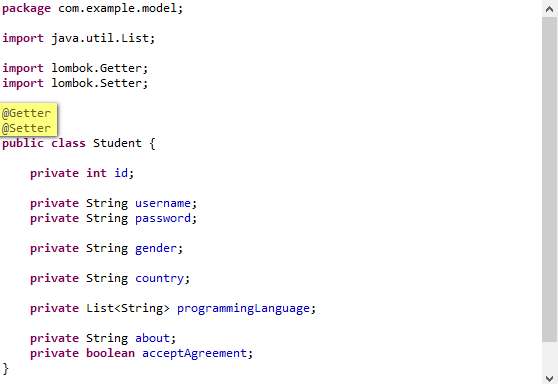 package com.example.model;
import java.util.List;
import lombok.Getter;
import lombok.Setter;
@Getter
@Setter
public class Student {
private int id;
private String username;
private String password;
private String gender;
private String country;
private List<String> programmingLanguage;
private String about;
private boolean acceptAgreement;
}